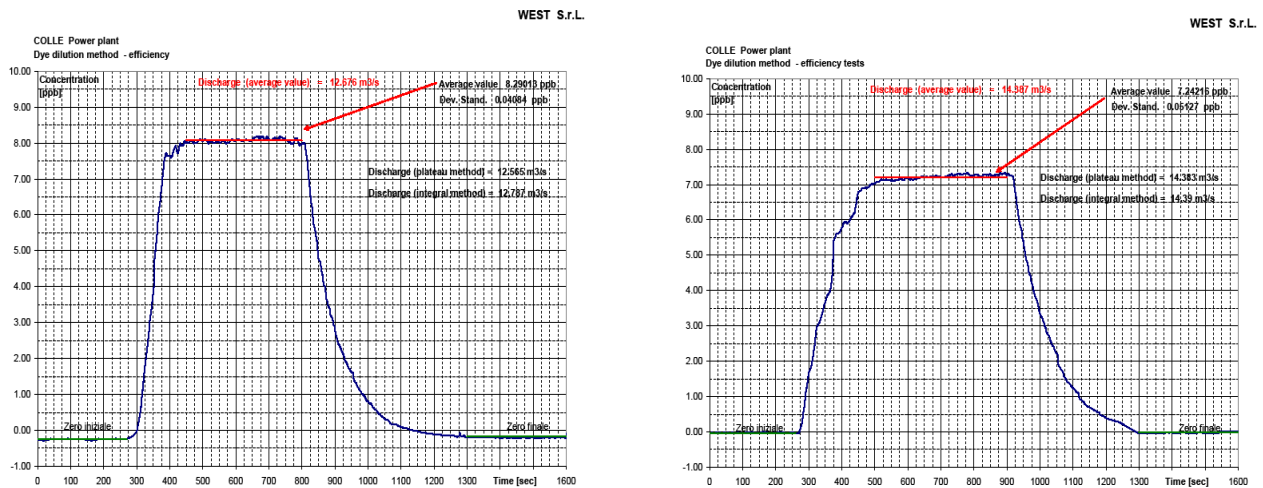 WEST S.r.L.
COLLE Power plant
Dye dilution method - efficiency
10.00
9.00
8.00
7.00
6.00
5.00
4.00
3.00
2.00
1.00
0.00
-1.00
Concentration
[ppb]
Discharge (average value) = 12.676 m3/s
Average value 8.29013 ppb
Dev. Stand. 0.04084 ppb
Discharge (plateau method) = 12.565 m3/s
Discharge (integral method) = 12.787 m3/s
Zero iniziale
Zero finale
0 100 200 300 400 500 600 700 800 900 1000 1100 1200 1300 Time [sec] 1600
WEST S.r.L.
COLLE Power plant
Dye dilution method - efficiency tests
10.00
9.00
8.00
7.00
6.00
5.00
4.00
3.00
2.00
1.00
0.00
-1.00
Concentration
[ppb]
Discharge (average value) = 14.387 m3/s
Average value 7.24216 ppb
Dev. Stand. 0.05127 ppb
Discharge (plateau method) = 14.383 m3/s
Discharge (integral method) = 14.39 m3/s
Zero iniziale
Zero finale
0 100 200 300 400 500 600 700 800 900 1000 1100 1200 1300 Time [sec] 1600